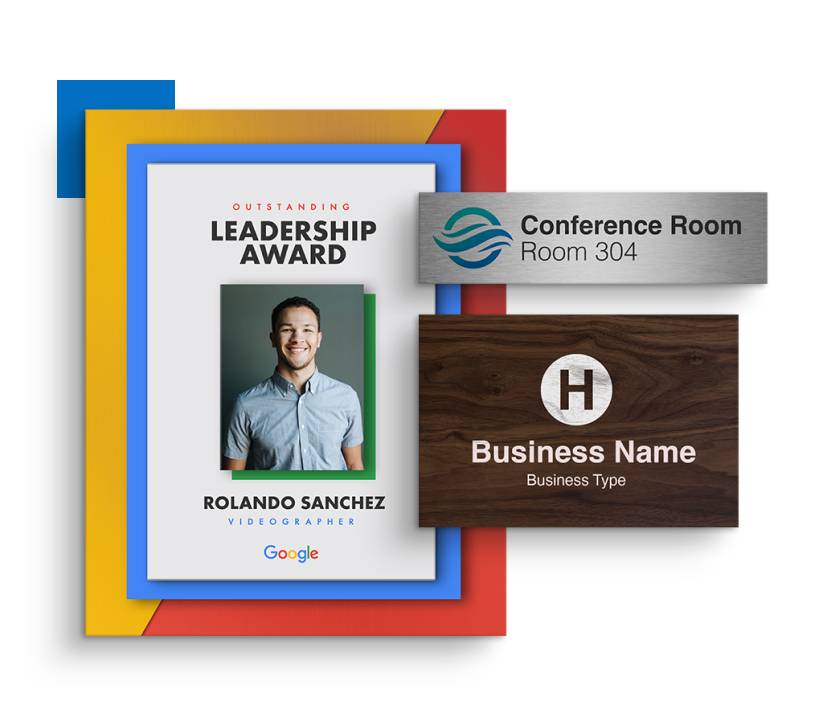 OUTSTANDING
LEADERSHIP
AWARD
ROLANDO SANCHEZ
VIDEOGRAPHER
Google
Conference Room
Room 304
H
Business Name
Business Type